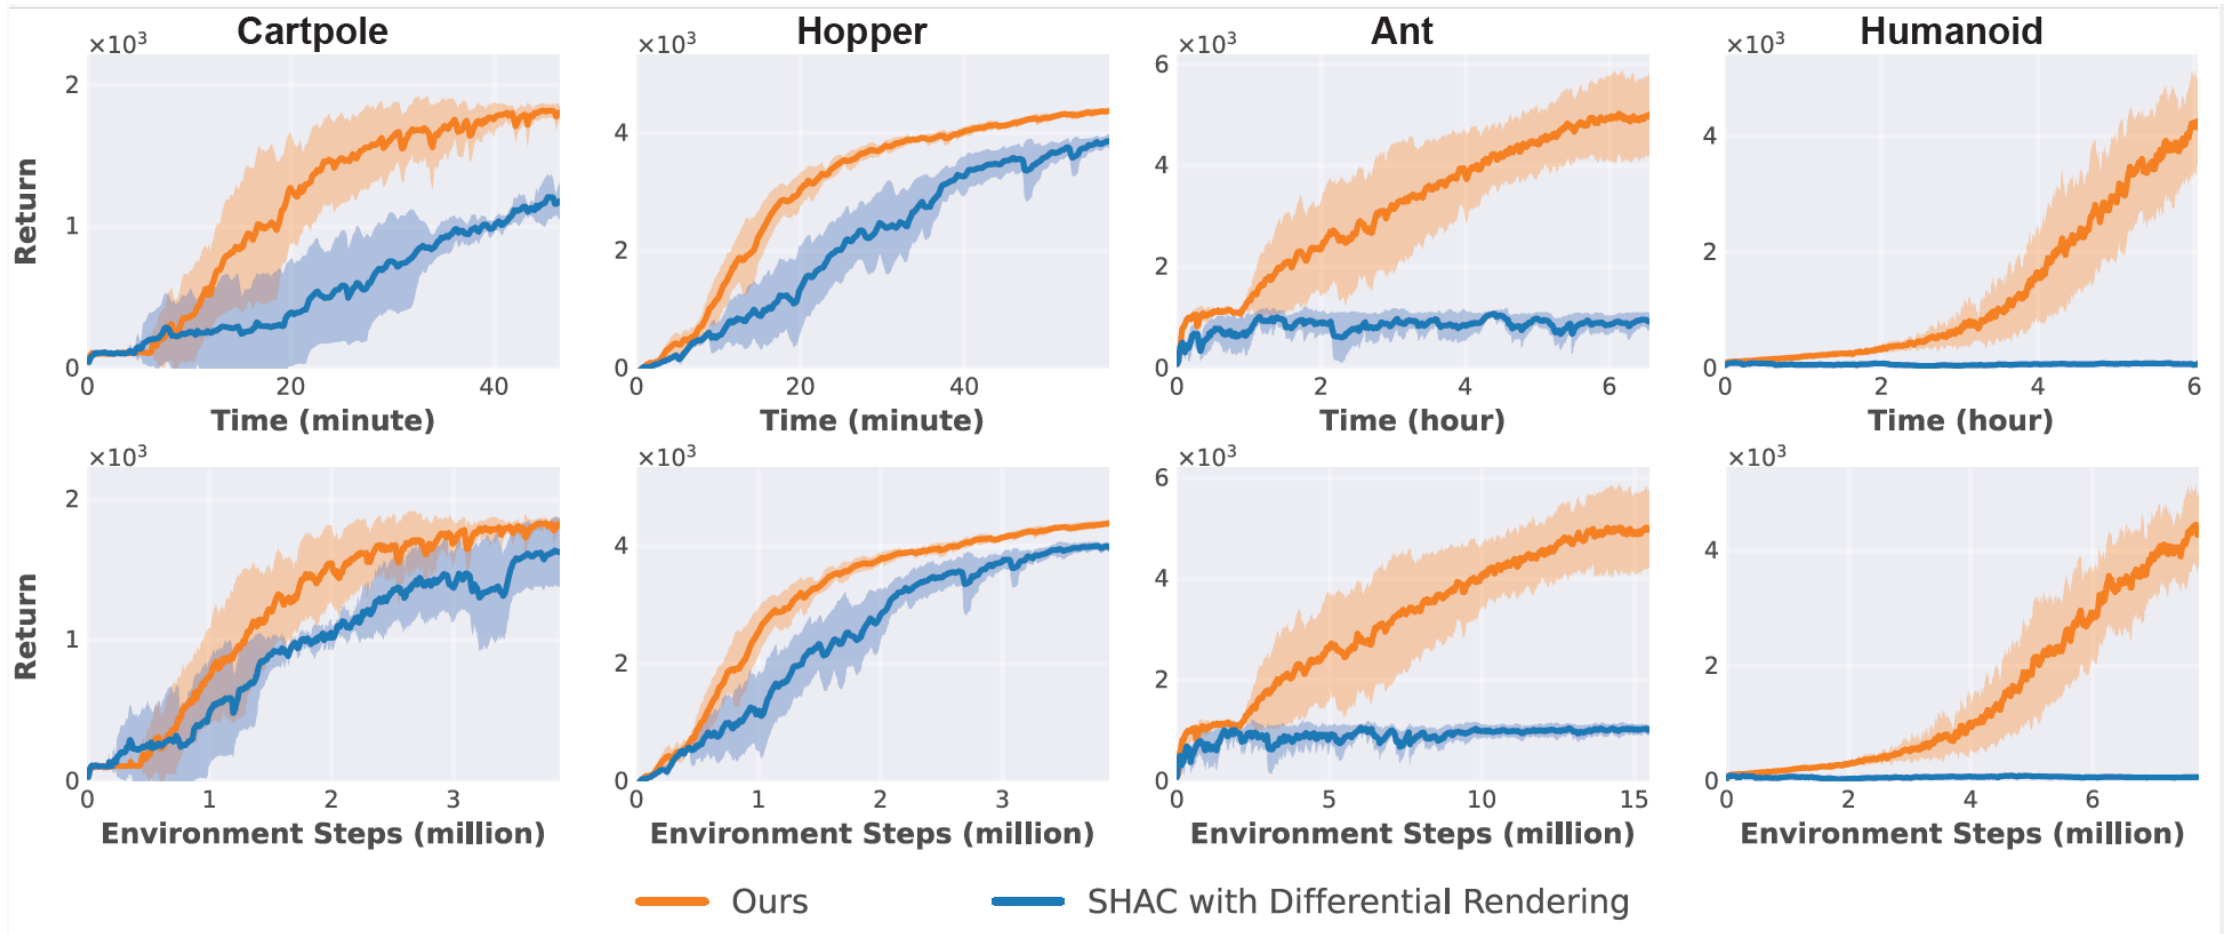 Cartpole Hopper Ant Humanoid
×10³ ×10³ ×10³ ×10³
Return
2
1
0
0 20 40
Time (minute)
4
2
0
0 20 40
Time (minute)
6
4
2
0
0 2 4 6
Time (hour)
4
2
0
0 2 4 6
Time (hour)
×10³ ×10³ ×10³ ×10³
Return
2
1
0
0 1 2 3
Environment Steps (million)
4
2
0
0 1 2 3
Environment Steps (million)
6
4
2
0
0 5 10 15
Environment Steps (million)
4
2
0
0 2 4 6
Environment Steps (million)
Ours SHAC with Differential Rendering